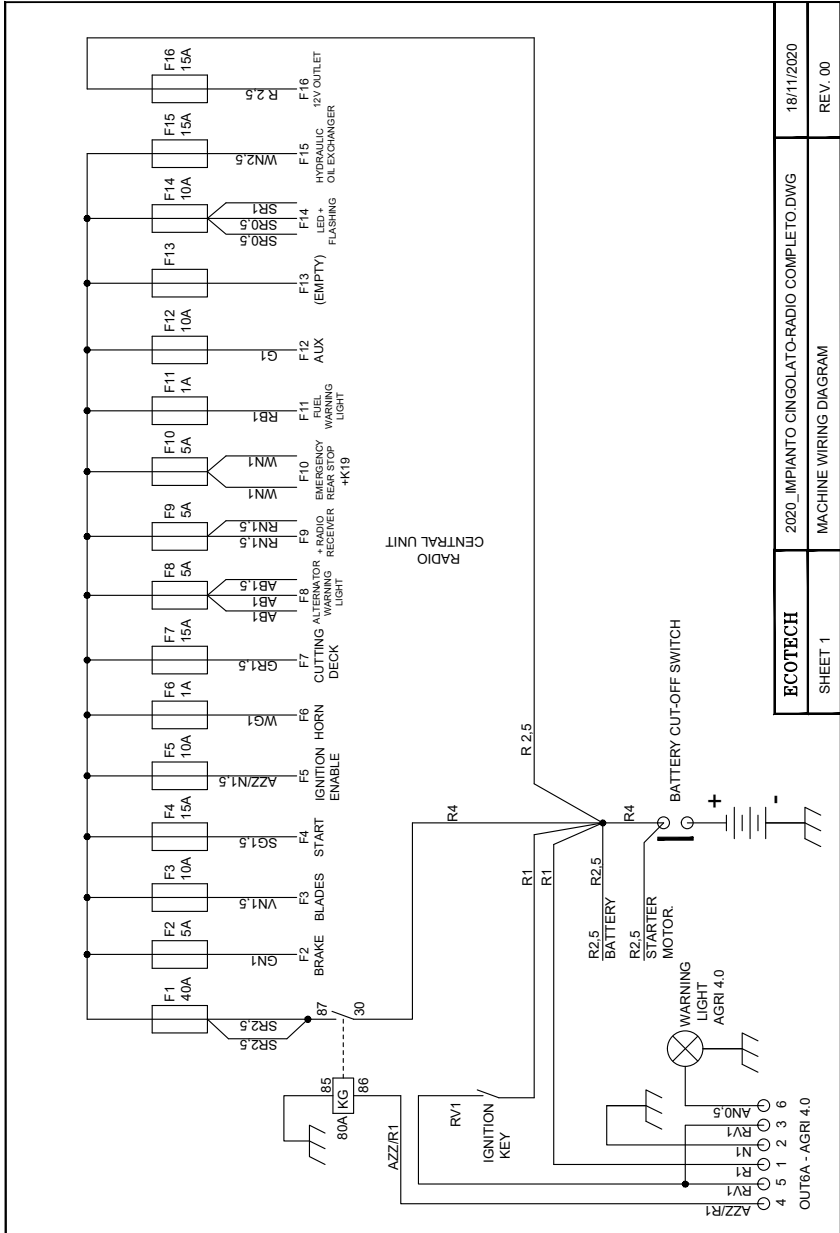 F1
40A
F2
5A
F3
10A
F4
15A
F5
10A
F6
1A
F7
15A
F8
5A
F9
5A
F10
5A
F11
1A
F12
10A
F13
F14
10A
F15
15A
F16
15A
SR2.5
SR2.5
GN1
VN1.5
SG1.5
AZZ/N1.5
WG1
GR1.5
AB1
AB1
AB1.5
RN1.5
RN1.5
WN1
WN1
RB1
G1
SR0.5
SR0.5
SR1
WN2.5
R 2.5
F2
BRAKE
F3
BLADES
F4
START
F5
IGNITION
ENABLE
F6
HORN
F7
CUTTING
DECK
F8
ALTERNATOR
WARNING
LIGHT
F9
+ RADIO
RECEIVER
F10
EMERGENCY
REAR STOP
+K19
F11
FUEL
WARNING
LIGHT
F12
AUX
F13
(EMPTY)
F14
LED +
FLASHING
F15
HYDRAULIC
OIL EXCHANGER
F16
12V OUTLET
RADIO
CENTRAL UNIT
87
30
85
86
KG
80A
AZZ/R1
RV1
IGNITION
KEY
R4
R 2,5
R1
R1
R2,5
R4
R2,5
BATTERY
R2,5
STARTER
MOTOR.
BATTERY CUT-OFF SWITCH
+
-
WARNING
LIGHT
AGRI 4.0
AZZ/R1
RV1
R1
N1
RV1
AN0.5
4
5
1
2
3
6
OUT6A - AGRI 4.0
ECOTECH
2020_IMPIANTO CINGOLATO-RADIO COMPLETO.DWG
18/11/2020
SHEET 1
MACHINE WIRING DIAGRAM
REV. 00